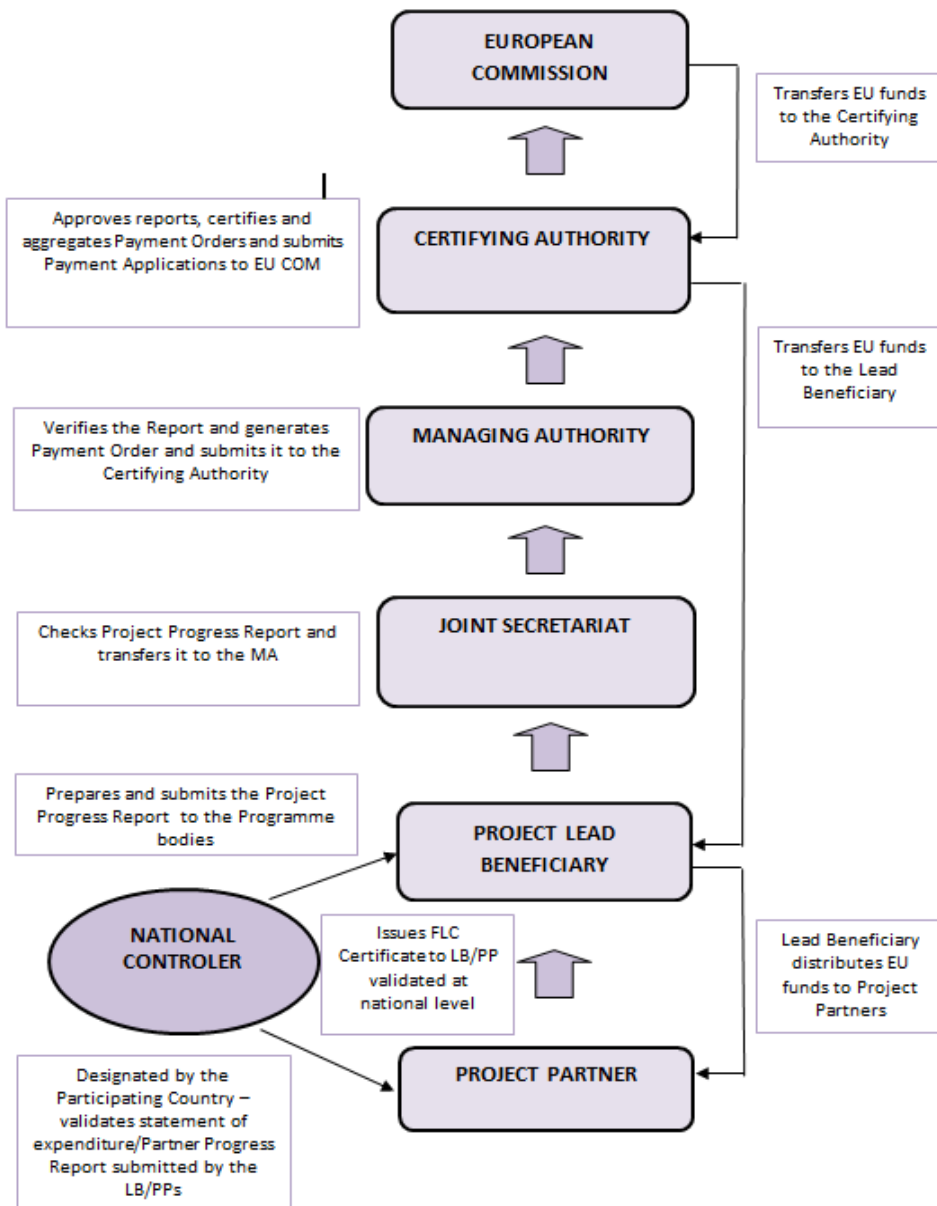 EUROPEAN
COMMISSION
Transfers EU funds
to the Certifying
Authority
Approves reports, certifies and
aggregates Payment Orders and submits
Payment Applications to EU COM
CERTIFYING AUTHORITY
Transfers EU funds
to the Lead
Beneficiary
Verifies the Report and generates
Payment Order and submits it to the
Certifying Authority
MANAGING AUTHORITY
Checks Project Progress Report and
transfers it to the MA
JOINT SECRETARIAT
Prepares and submits the Project
Progress Report to the Programme
bodies
PROJECT LEAD
BENEFICIARY
NATIONAL
CONTROLER
Issues FLC
Certificate to LB/PP
validated at
national level
Lead Beneficiary
distributes EU
funds to Project
Partners
PROJECT PARTNER
Designated by the
Participating Country –
validates statement of
expenditure/Partner Progress
Report submitted by the
LB/PPs